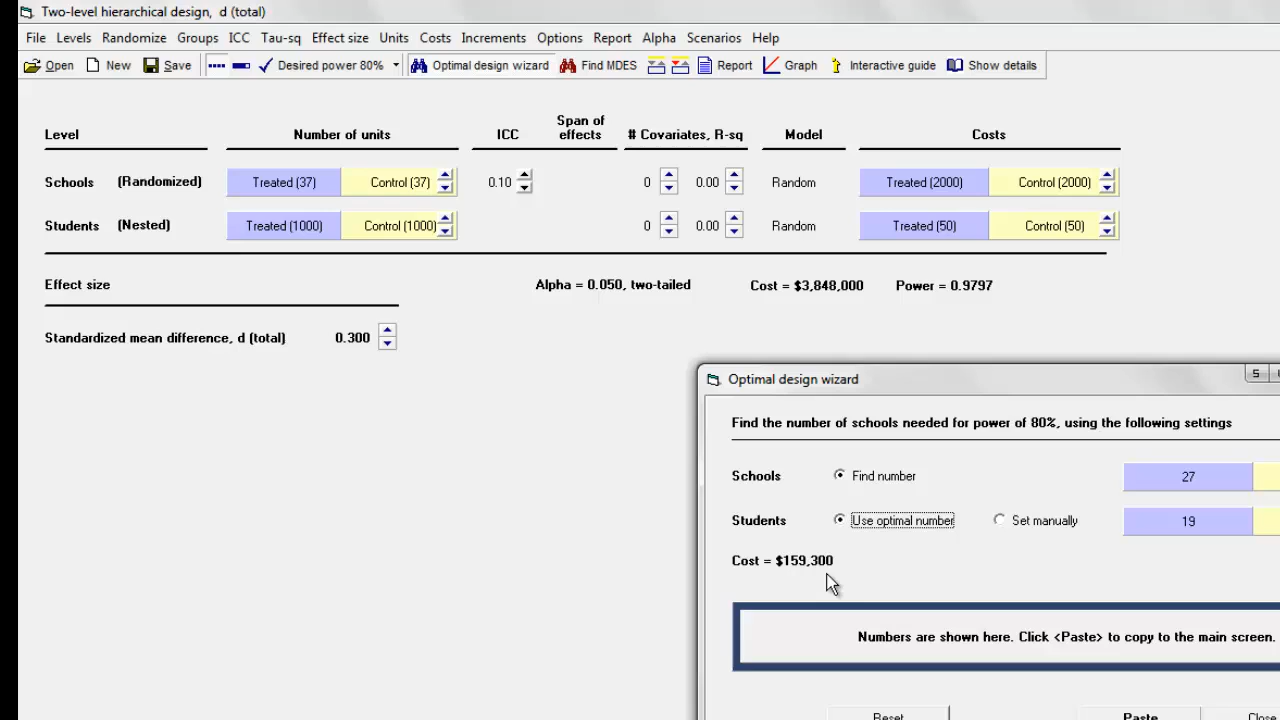 Two-level hierarchical design, d (total)
File Levels Randomize Groups ICC Tau-sq Effect size Units Costs Increments Options Report Alpha Scenarios Help
Open New Save Desired power 80% Optimal design wizard Find MDES Report Graph Interactive guide Show details
Level Number of units ICC Span of effects # Covariates, R-sq Model Costs
Schools (Randomized) Treated (37) Control (37) 0.10 0 0.00 Random Treated (2000) Control (2000)
Students (Nested) Treated (1000) Control (1000) 0 0.00 Random Treated (50) Control (50)
Effect size Alpha = 0.050, two-tailed Cost = $3,848,000 Power = 0.9797
Standardized mean difference, d (total) 0.300
Optimal design wizard S
Find the number of schools needed for power of 80%, using the following settings
Schools Find number 27
Students Use optimal number Set manually 19
Cost = $159,300
Numbers are shown here. Click <Paste> to copy to the main screen.
Reset Paste Close